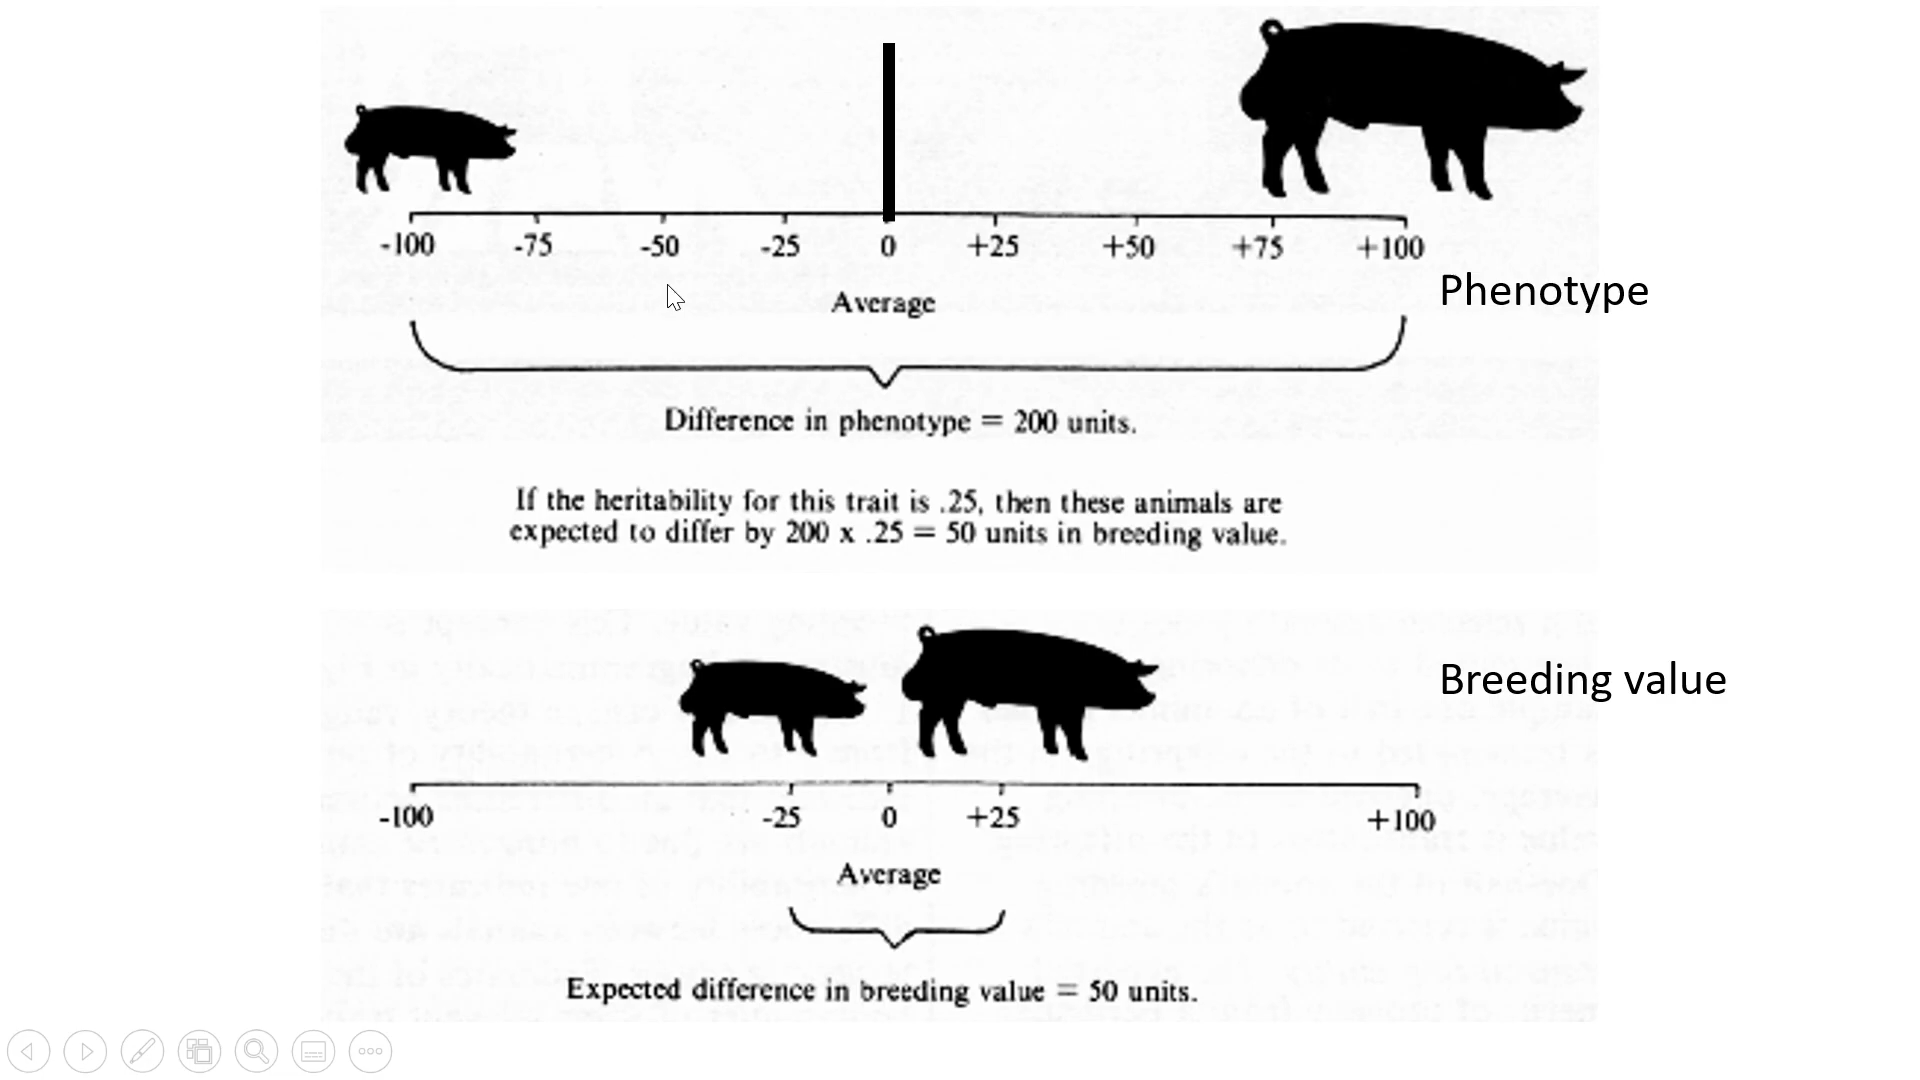 -100 -75 -50 -25 0 +25 +50 +75 +100
Phenotype
Average
Difference in phenotype = 200 units.
If the heritability for this trait is .25, then these animals are
expected to differ by 200 x .25 = 50 units in breeding value.
Breeding value
-100 -25 0 +25 +100
Average
Expected difference in breeding value = 50 units.